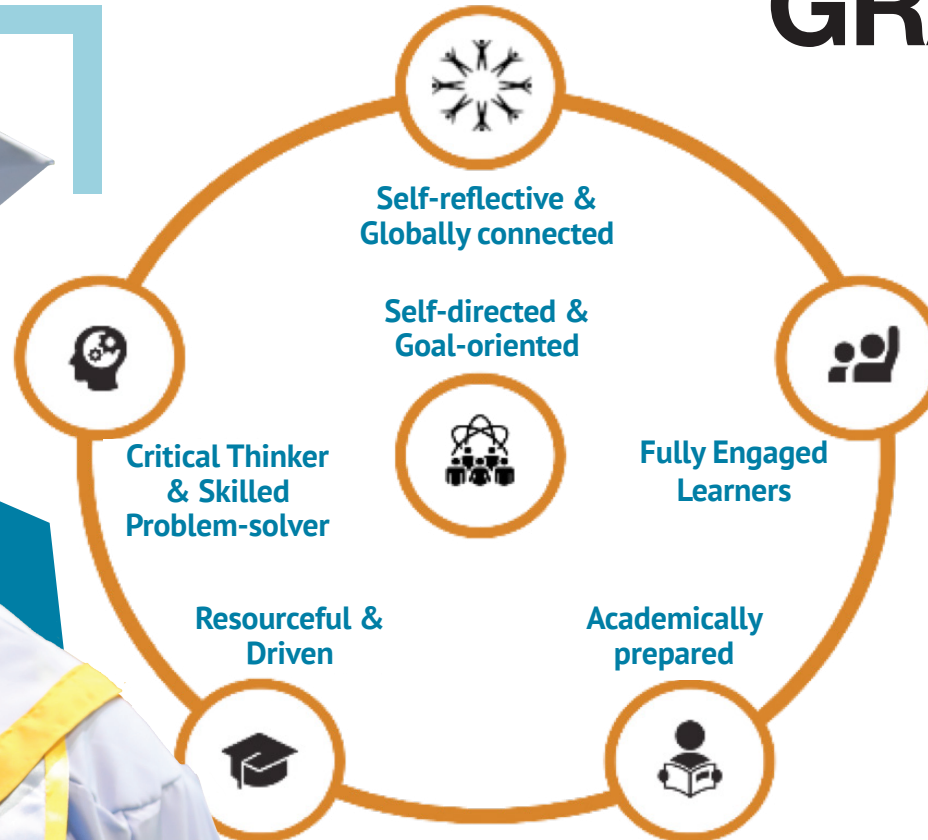 GRA
Self-reflective &
Globally connected
Self-directed &
Goal-oriented
Critical Thinker
& Skilled
Problem-solver
Fully Engaged
Learners
Resourceful &
Driven
Academically
prepared